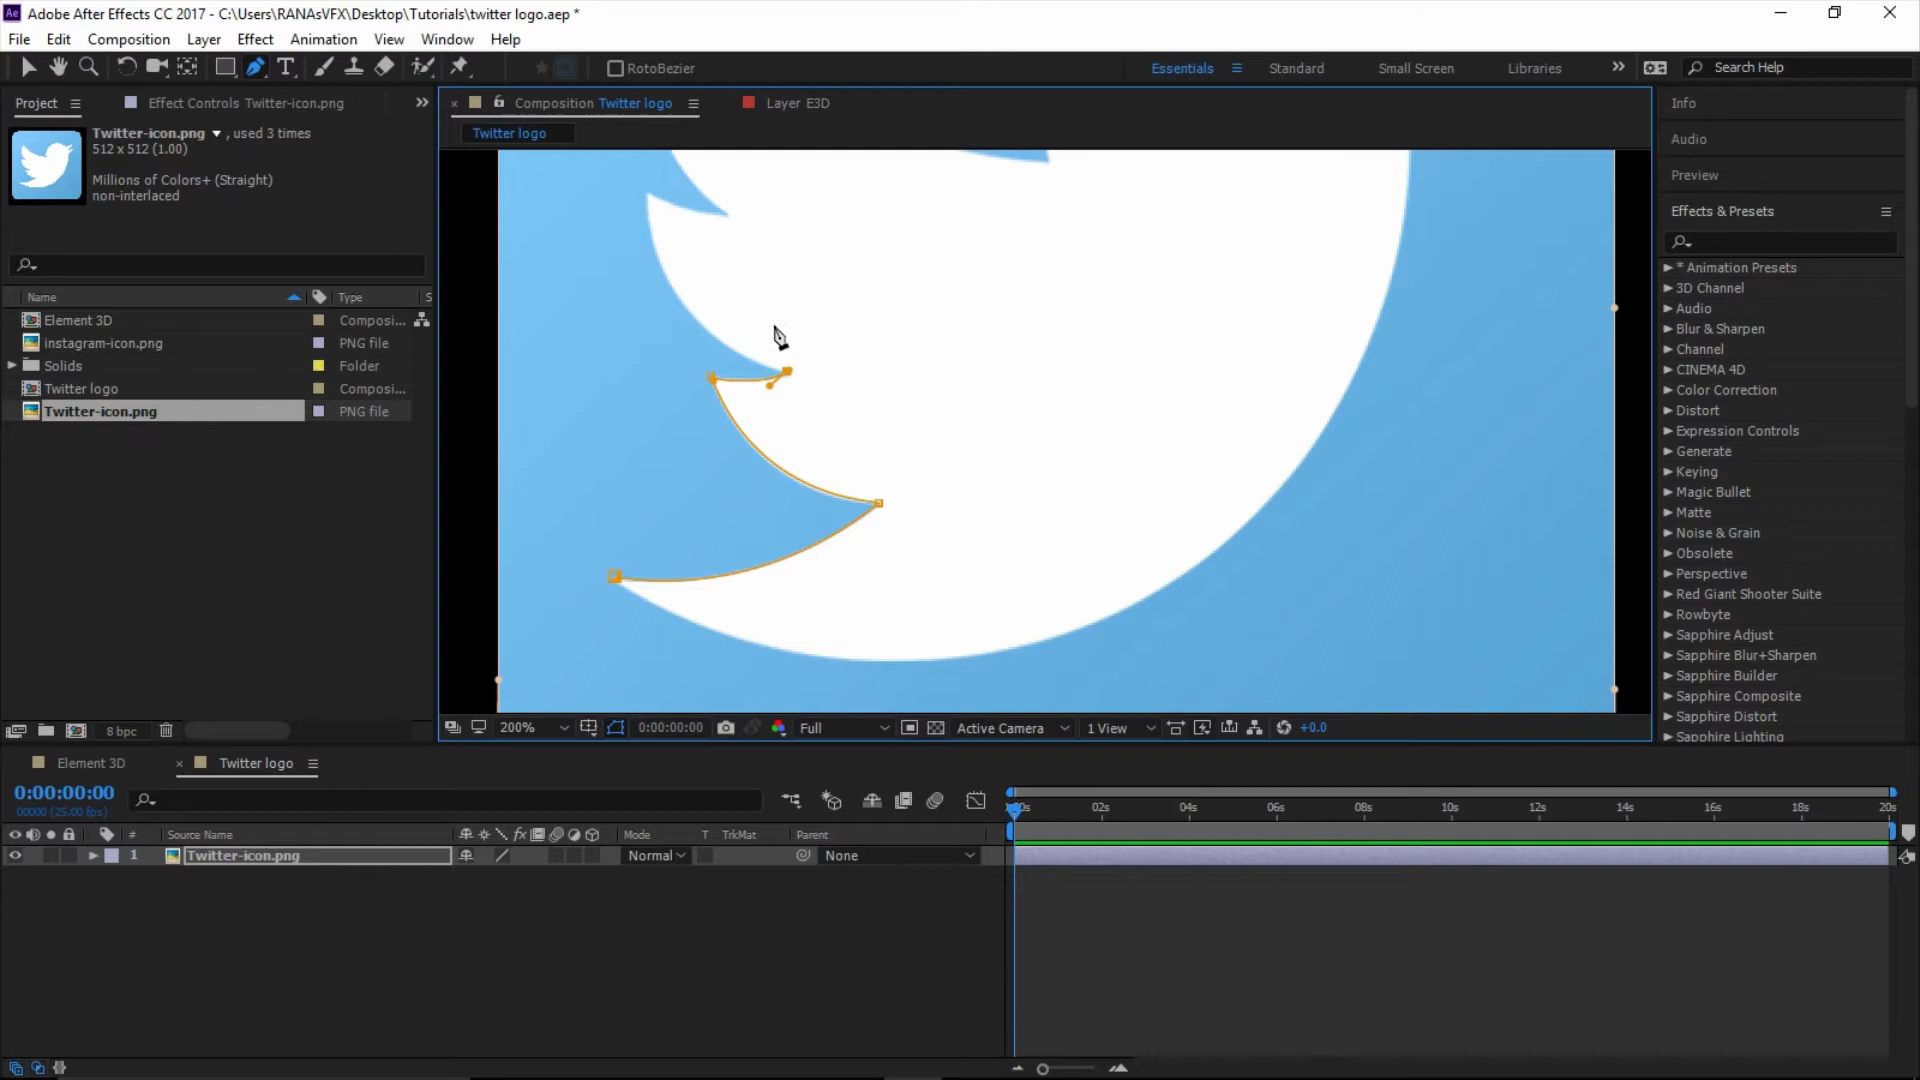 Adobe After Effects CC 2017 - C:\Users\RANAsVFX\Desktop\Tutorials\twitter logo.aep *
File Edit Composition Layer Effect Animation View Window Help
RotoBezier
Essentials
Standard
Small Screen
Libraries
Search Help
Project
Effect Controls Twitter-icon.png
Composition Twitter logo
Layer E3D
Twitter logo
Twitter-icon.png , used 3 times
512 x 512 (1.00)
Millions of Colors+ (Straight)
non-interlaced
Name Type S
Element 3D Composi...
instagram-icon.png PNG file
Solids Folder
Twitter logo Composi...
Twitter-icon.png PNG file
8 bpc
200%
0:00:00:00
Full
Active Camera
1 View
+0.0
Info
Audio
Preview
Effects & Presets
* Animation Presets
3D Channel
Audio
Blur & Sharpen
Channel
CINEMA 4D
Color Correction
Distort
Expression Controls
Generate
Keying
Magic Bullet
Matte
Noise & Grain
Obsolete
Perspective
Red Giant Shooter Suite
Rowbyte
Sapphire Adjust
Sapphire Blur+Sharpen
Sapphire Builder
Sapphire Composite
Sapphire Distort
Sapphire Lighting
Element 3D
Twitter logo
0:00:00:00
00000 (25.00 fps)
# Source Name Mode T TrkMat Parent
1 Twitter-icon.png Normal None
02s 04s 06s 08s 10s 12s 14s 16s 18s 20s